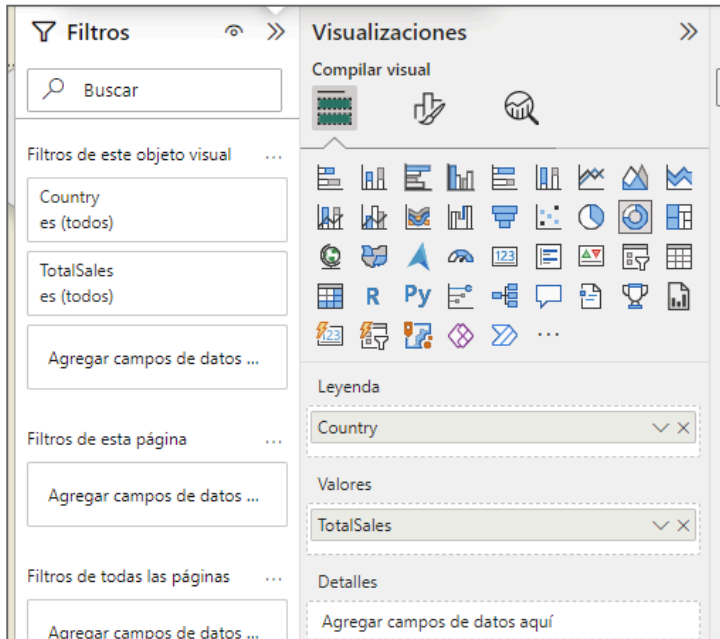 Filtros
Buscar
Filtros de este objeto visual ...
Country
es (todos)
TotalSales
es (todos)
Agregar campos de datos ...
Filtros de esta página ...
Agregar campos de datos ...
Filtros de todas las páginas ...
Agregar campos de datos ...
Visualizaciones
Compilar visual
123
R Py
123 ...
Leyenda
Country
Valores
TotalSales
Detalles
Agregar campos de datos aquí